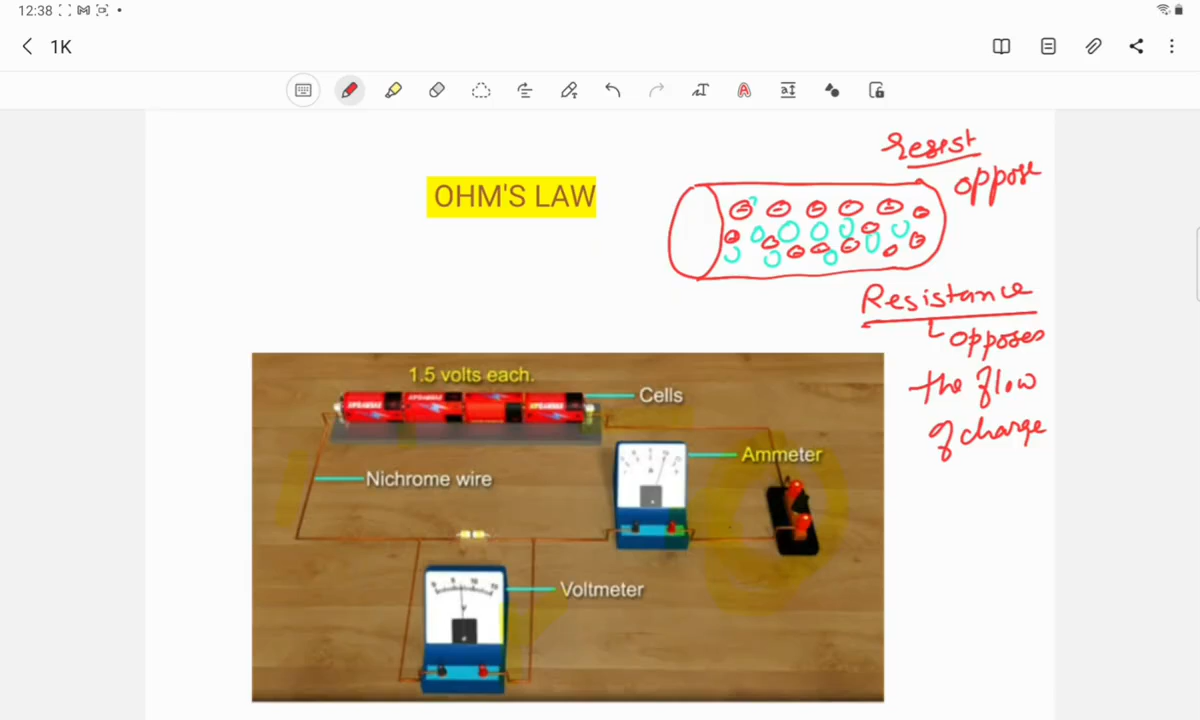 12:38
1K
OHM'S LAW
resist
oppose
Resistance
opposes
the flow
of charge
1.5 volts each.
Cells
Ammeter
Nichrome wire
Voltmeter